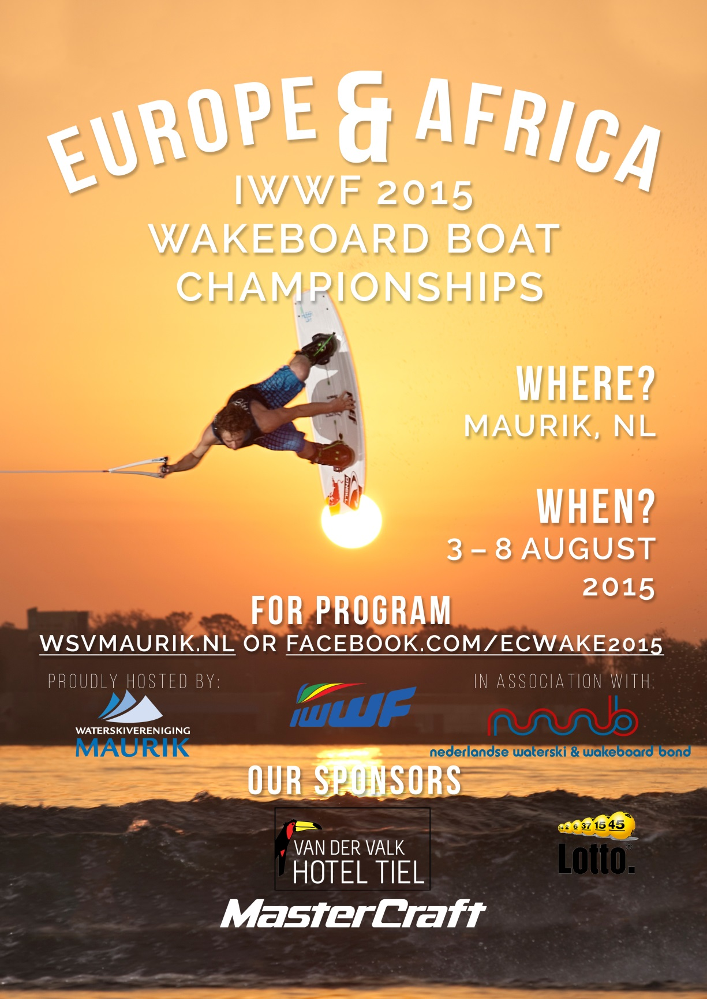 EUROPE & AFRICA
IWWF 2015
WAKEBOARD BOAT
CHAMPIONSHIPS
WHERE?
MAURIK, NL
WHEN?
3 – 8 AUGUST
2015
FOR PROGRAM
WSVMAURIK.NL OR FACEBOOK.COM/ECWAKE2015
PROUDLY HOSTED BY:
WATERSKIVERENIGING
MAURIK
IWWF
IN ASSOCIATION WITH:
nwwb
nederlandse waterski & wakeboard bond
OUR SPONSORS
VAN DER VALK
HOTEL TIEL
24 2 6 37 15 45
Lotto.®
MasterCraft
O'NEILL